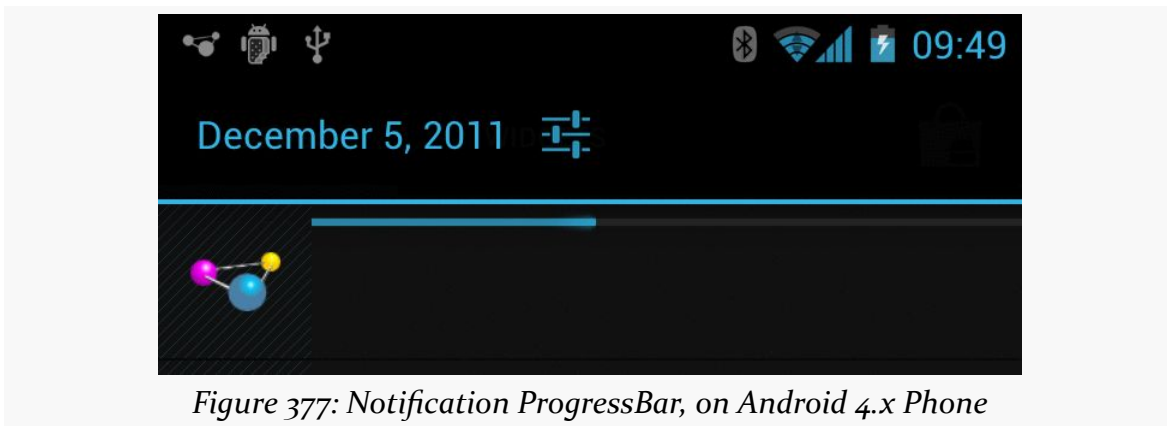 09:49
December 5, 2011
Figure 377: Notification ProgressBar, on Android 4.x Phone